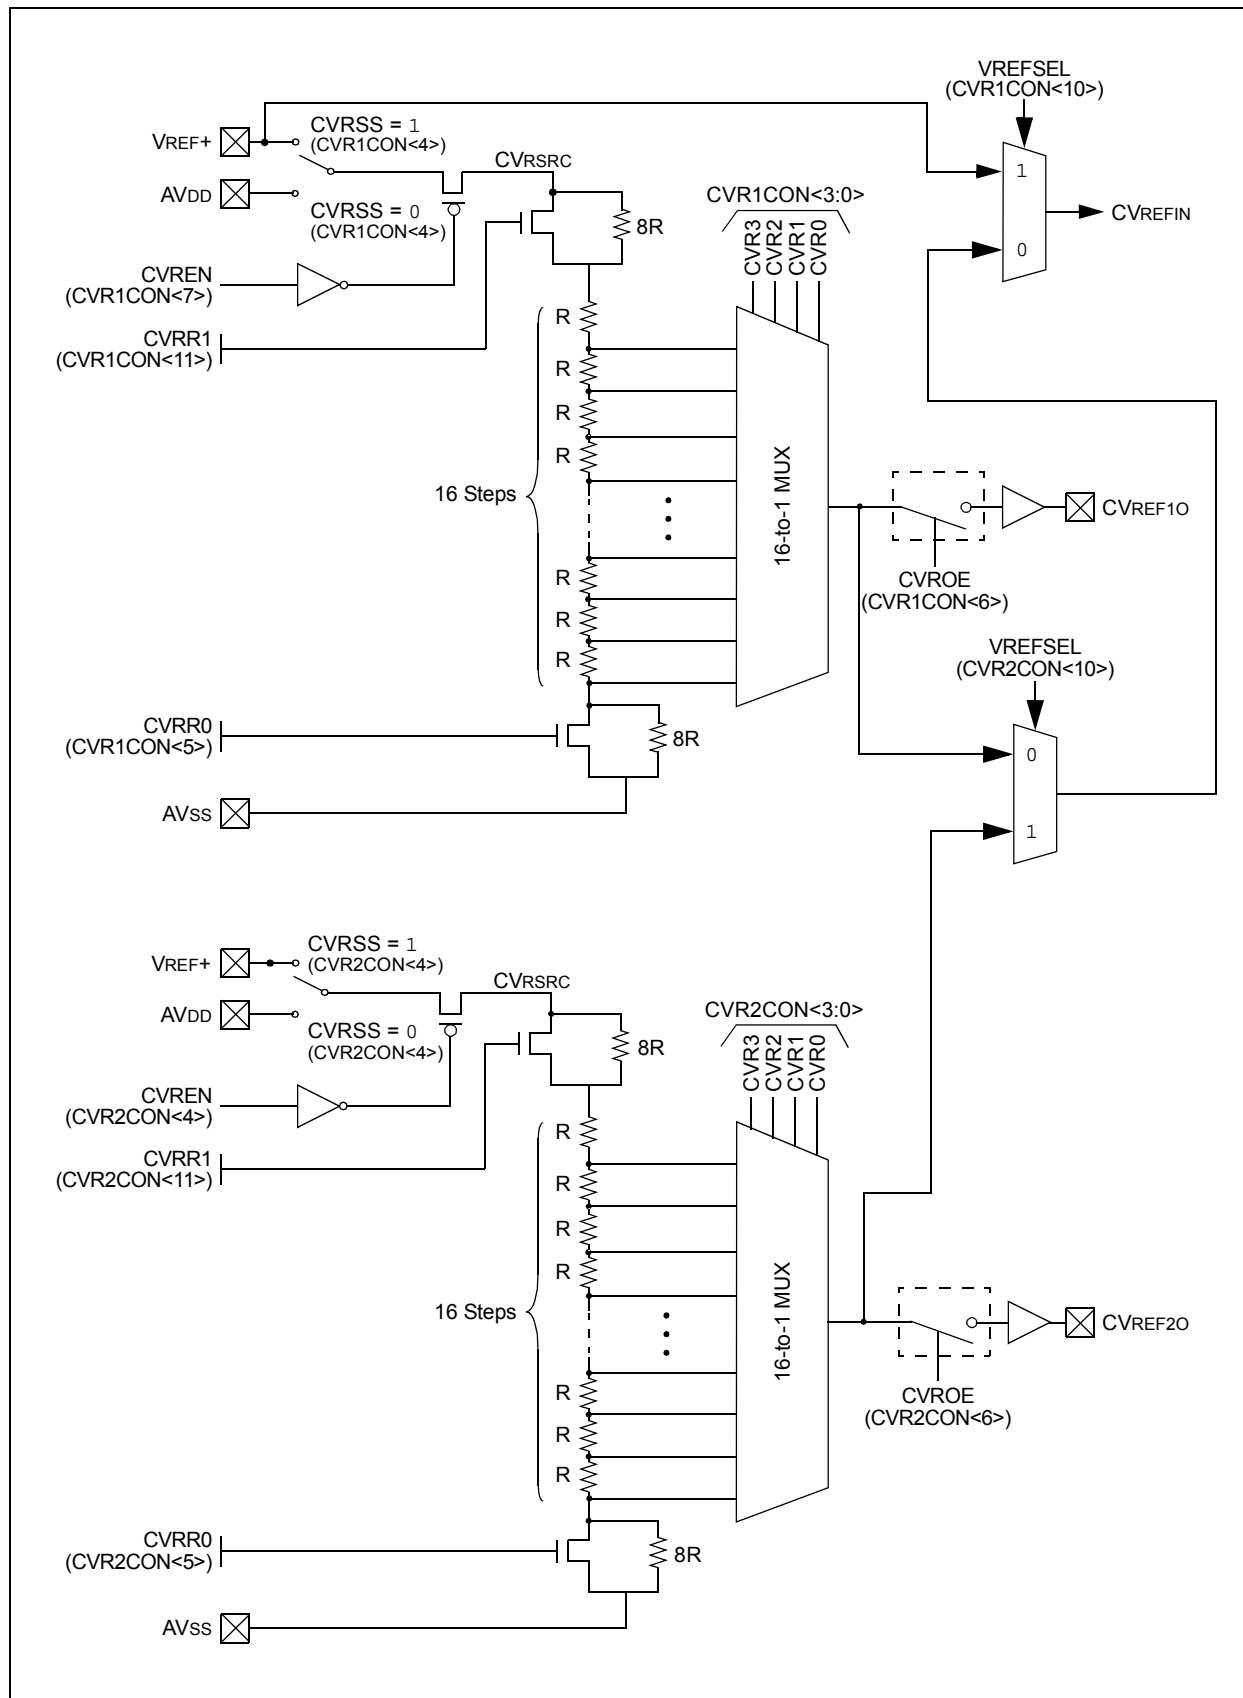 VREFSEL
(CVR1CON<10>)
VREF+
CVRSS = 1
(CVR1CON<4>)
CVRSRC
AVDD
CVRSS = 0
(CVR1CON<4>)
8R
CVR1CON<3:0>
CVR3
CVR2
CVR1
CVR0
1
0
CVREFIN
CVREN
(CVR1CON<7>)
CVRR1
(CVR1CON<11>)
R
R
R
R
16 Steps
R
R
R
16-to-1 MUX
CVREF1O
CVROE
(CVR1CON<6>)
VREFSEL
(CVR2CON<10>)
0
1
CVRR0
(CVR1CON<5>)
8R
AVSS
VREF+
CVRSS = 1
(CVR2CON<4>)
CVRSRC
AVDD
CVRSS = 0
(CVR2CON<4>)
8R
CVR2CON<3:0>
CVR3
CVR2
CVR1
CVR0
CVREN
(CVR2CON<4>)
CVRR1
(CVR2CON<11>)
R
R
R
R
16 Steps
R
R
R
16-to-1 MUX
CVREF2O
CVROE
(CVR2CON<6>)
CVRR0
(CVR2CON<5>)
8R
AVSS